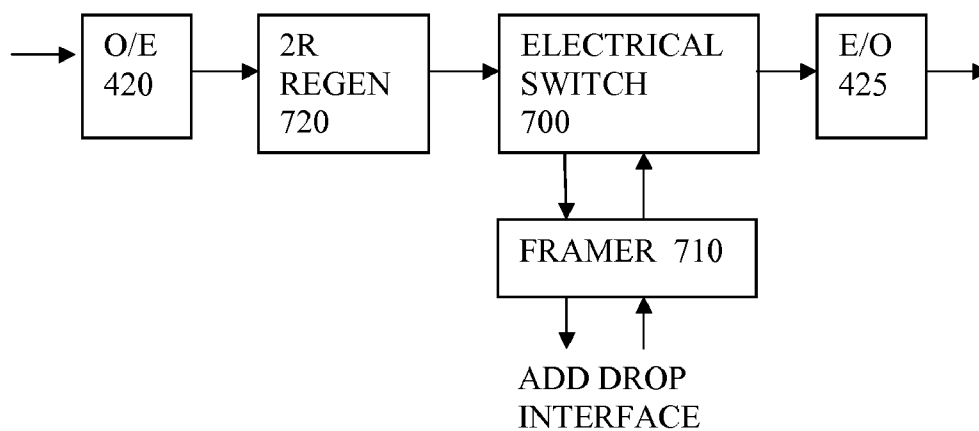 O/E
420
2R
REGEN
720
ELECTRICAL
SWITCH
700
E/O
425
FRAMER 710
ADD DROP
INTERFACE